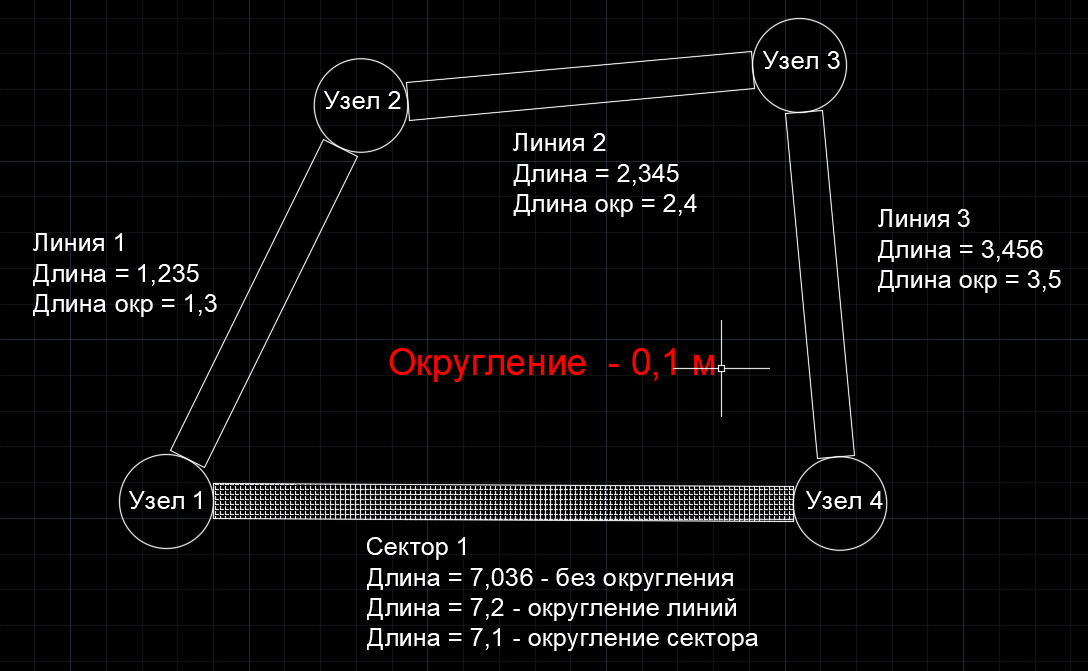 Узел 3
Узел 2
Линия 2
Длина = 2,345
Длина окр = 2,4
Линия 3
Длина = 3,456
Длина окр = 3,5
Линия 1
Длина = 1,235
Длина окр = 1,3
Округление - 0,1 м
Узел 1
Узел 4
Сектор 1
Длина = 7,036 - без округления
Длина = 7,2 - округление линий
Длина = 7,1 - округление сектора